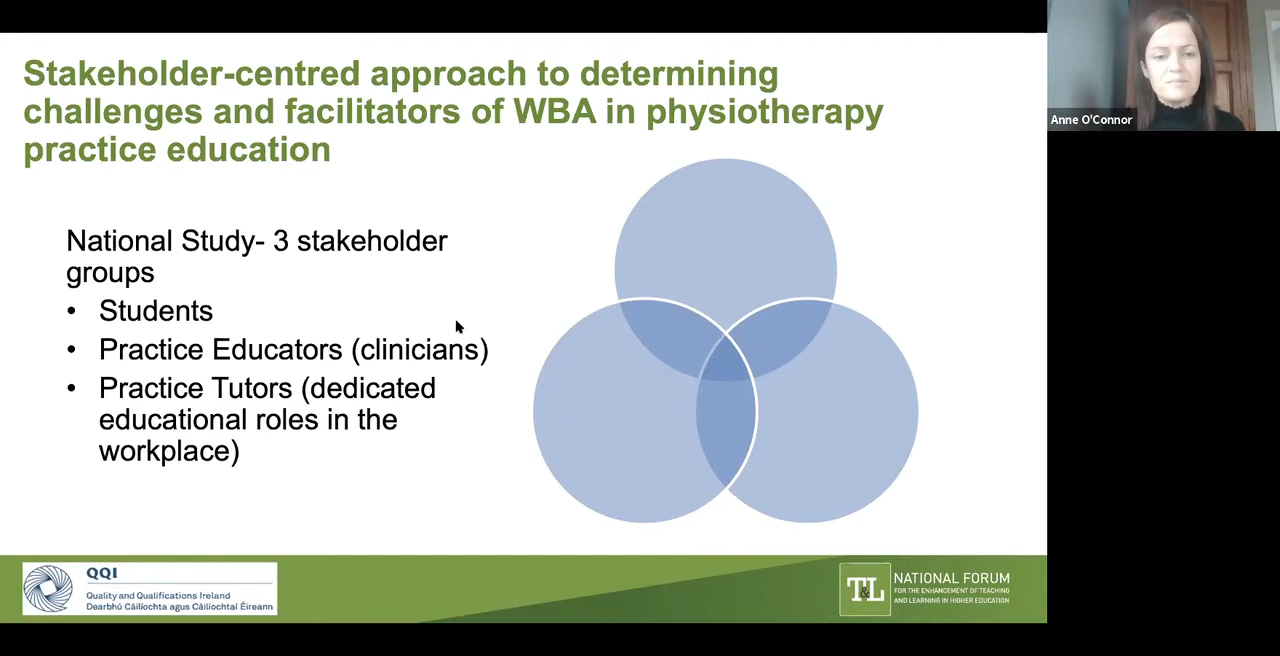 Stakeholder-centred approach to determining
challenges and facilitators of WBA in physiotherapy
practice education
National Study- 3 stakeholder
groups
• Students
• Practice Educators (clinicians)
• Practice Tutors (dedicated
educational roles in the
workplace)
Anne O'Connor
QQI
Quality and Qualifications Ireland
Dearbhú Cáilíochta agus Cáilíochtaí Éireann
T&L
NATIONAL FORUM
FOR THE ENHANCEMENT OF TEACHING
AND LEARNING IN HIGHER EDUCATION